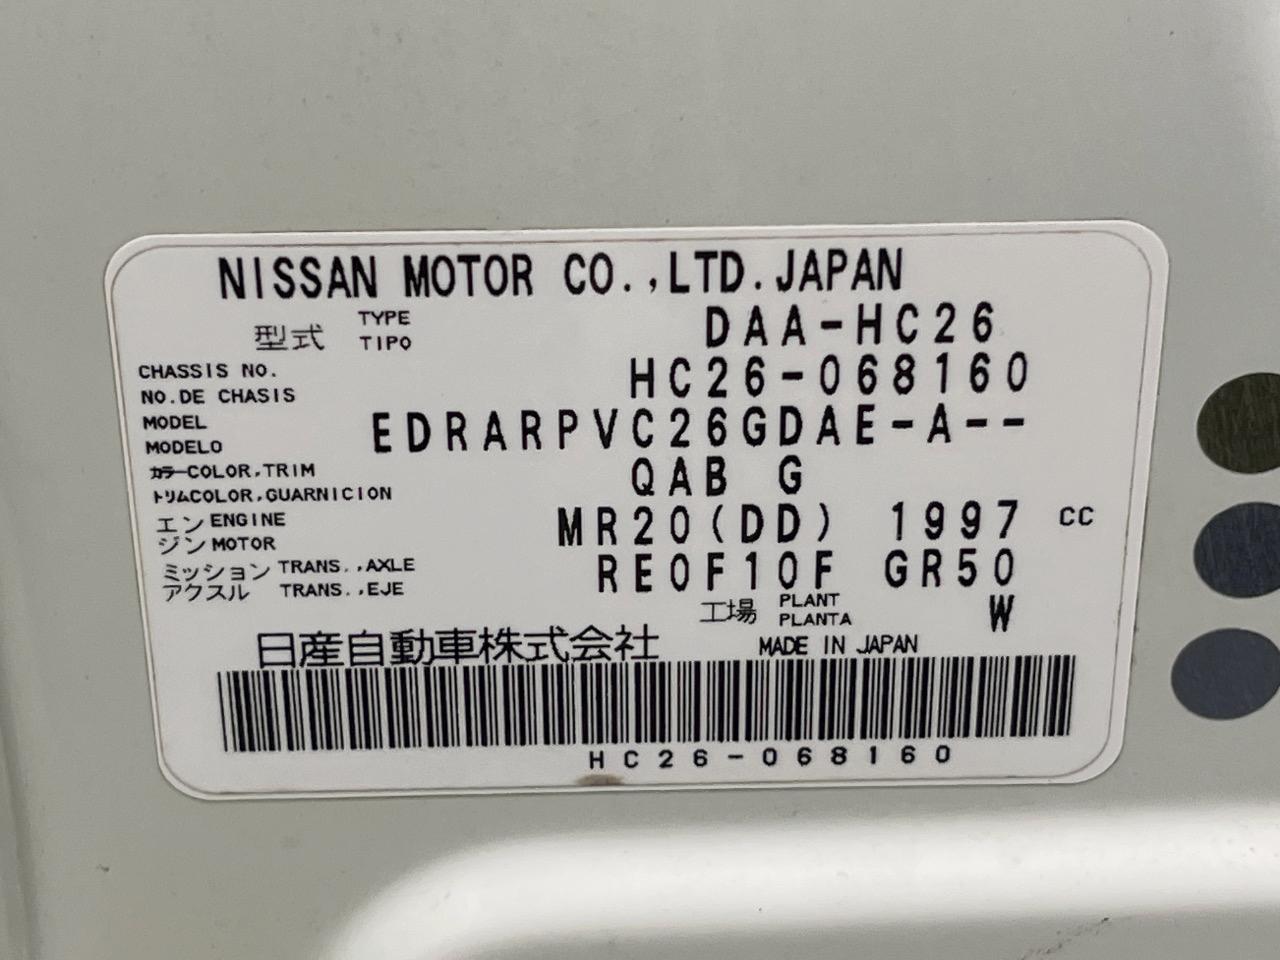 NISSAN MOTOR CO.,LTD.JAPAN
型式 TYPE TIPO DAA-HC26
CHASSIS NO. NO.DE CHASIS HC26-068160
MODEL MODELO EDRARPVC26GDAE-A--
カラーCOLOR,TRIM QAB G
トリムCOLOR,GUARNICION
エンジン ENGINE MOTOR MR20(DD) 1997 CC
ミッション TRANS.,AXLE RE0F10F GR50
アクスル TRANS.,EJE
工場 PLANT PLANTA W
日産自動車株式会社 MADE IN JAPAN
HC26-068160